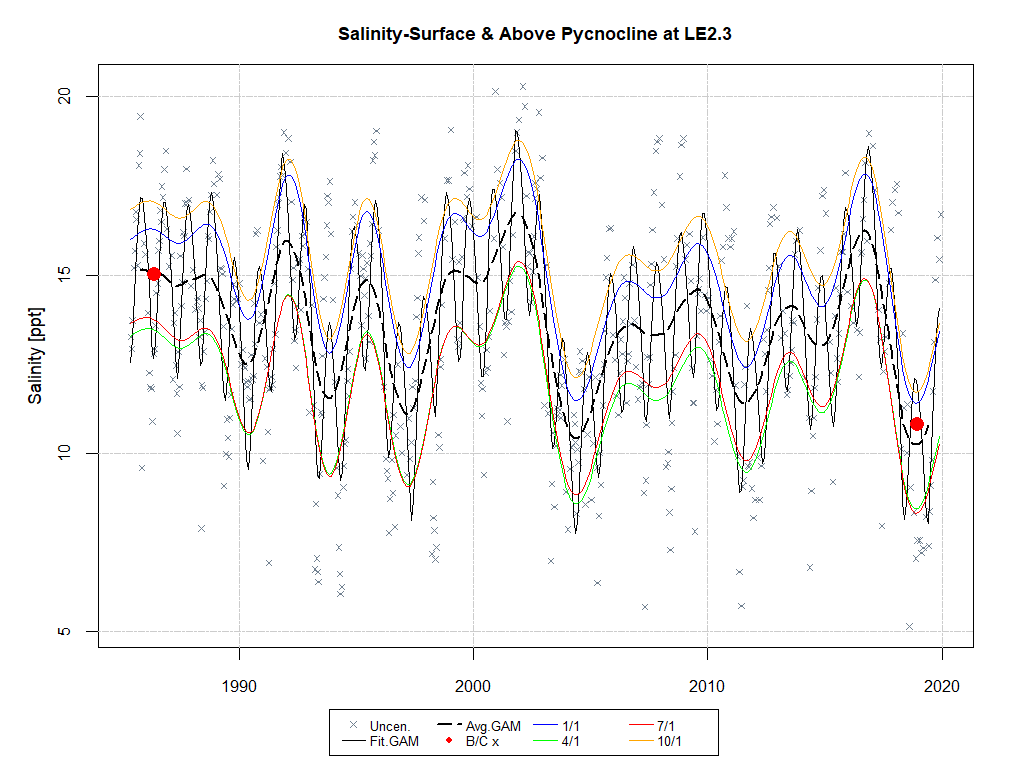 Salinity-Surface & Above Pycnocline at LE2.3
Salinity [ppt]
20
15
10
5
1990 2000 2010 2020
Uncen. Avg.GAM 1/1 7/1
Fit.GAM B/C x 4/1 10/1